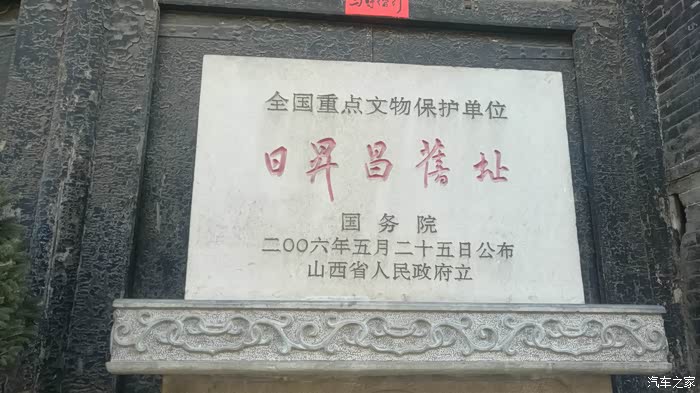 全国重点文物保护单位
日昇昌舊址
国务院
二〇〇六年五月二十五日公布
山西省人民政府立
汽车之家